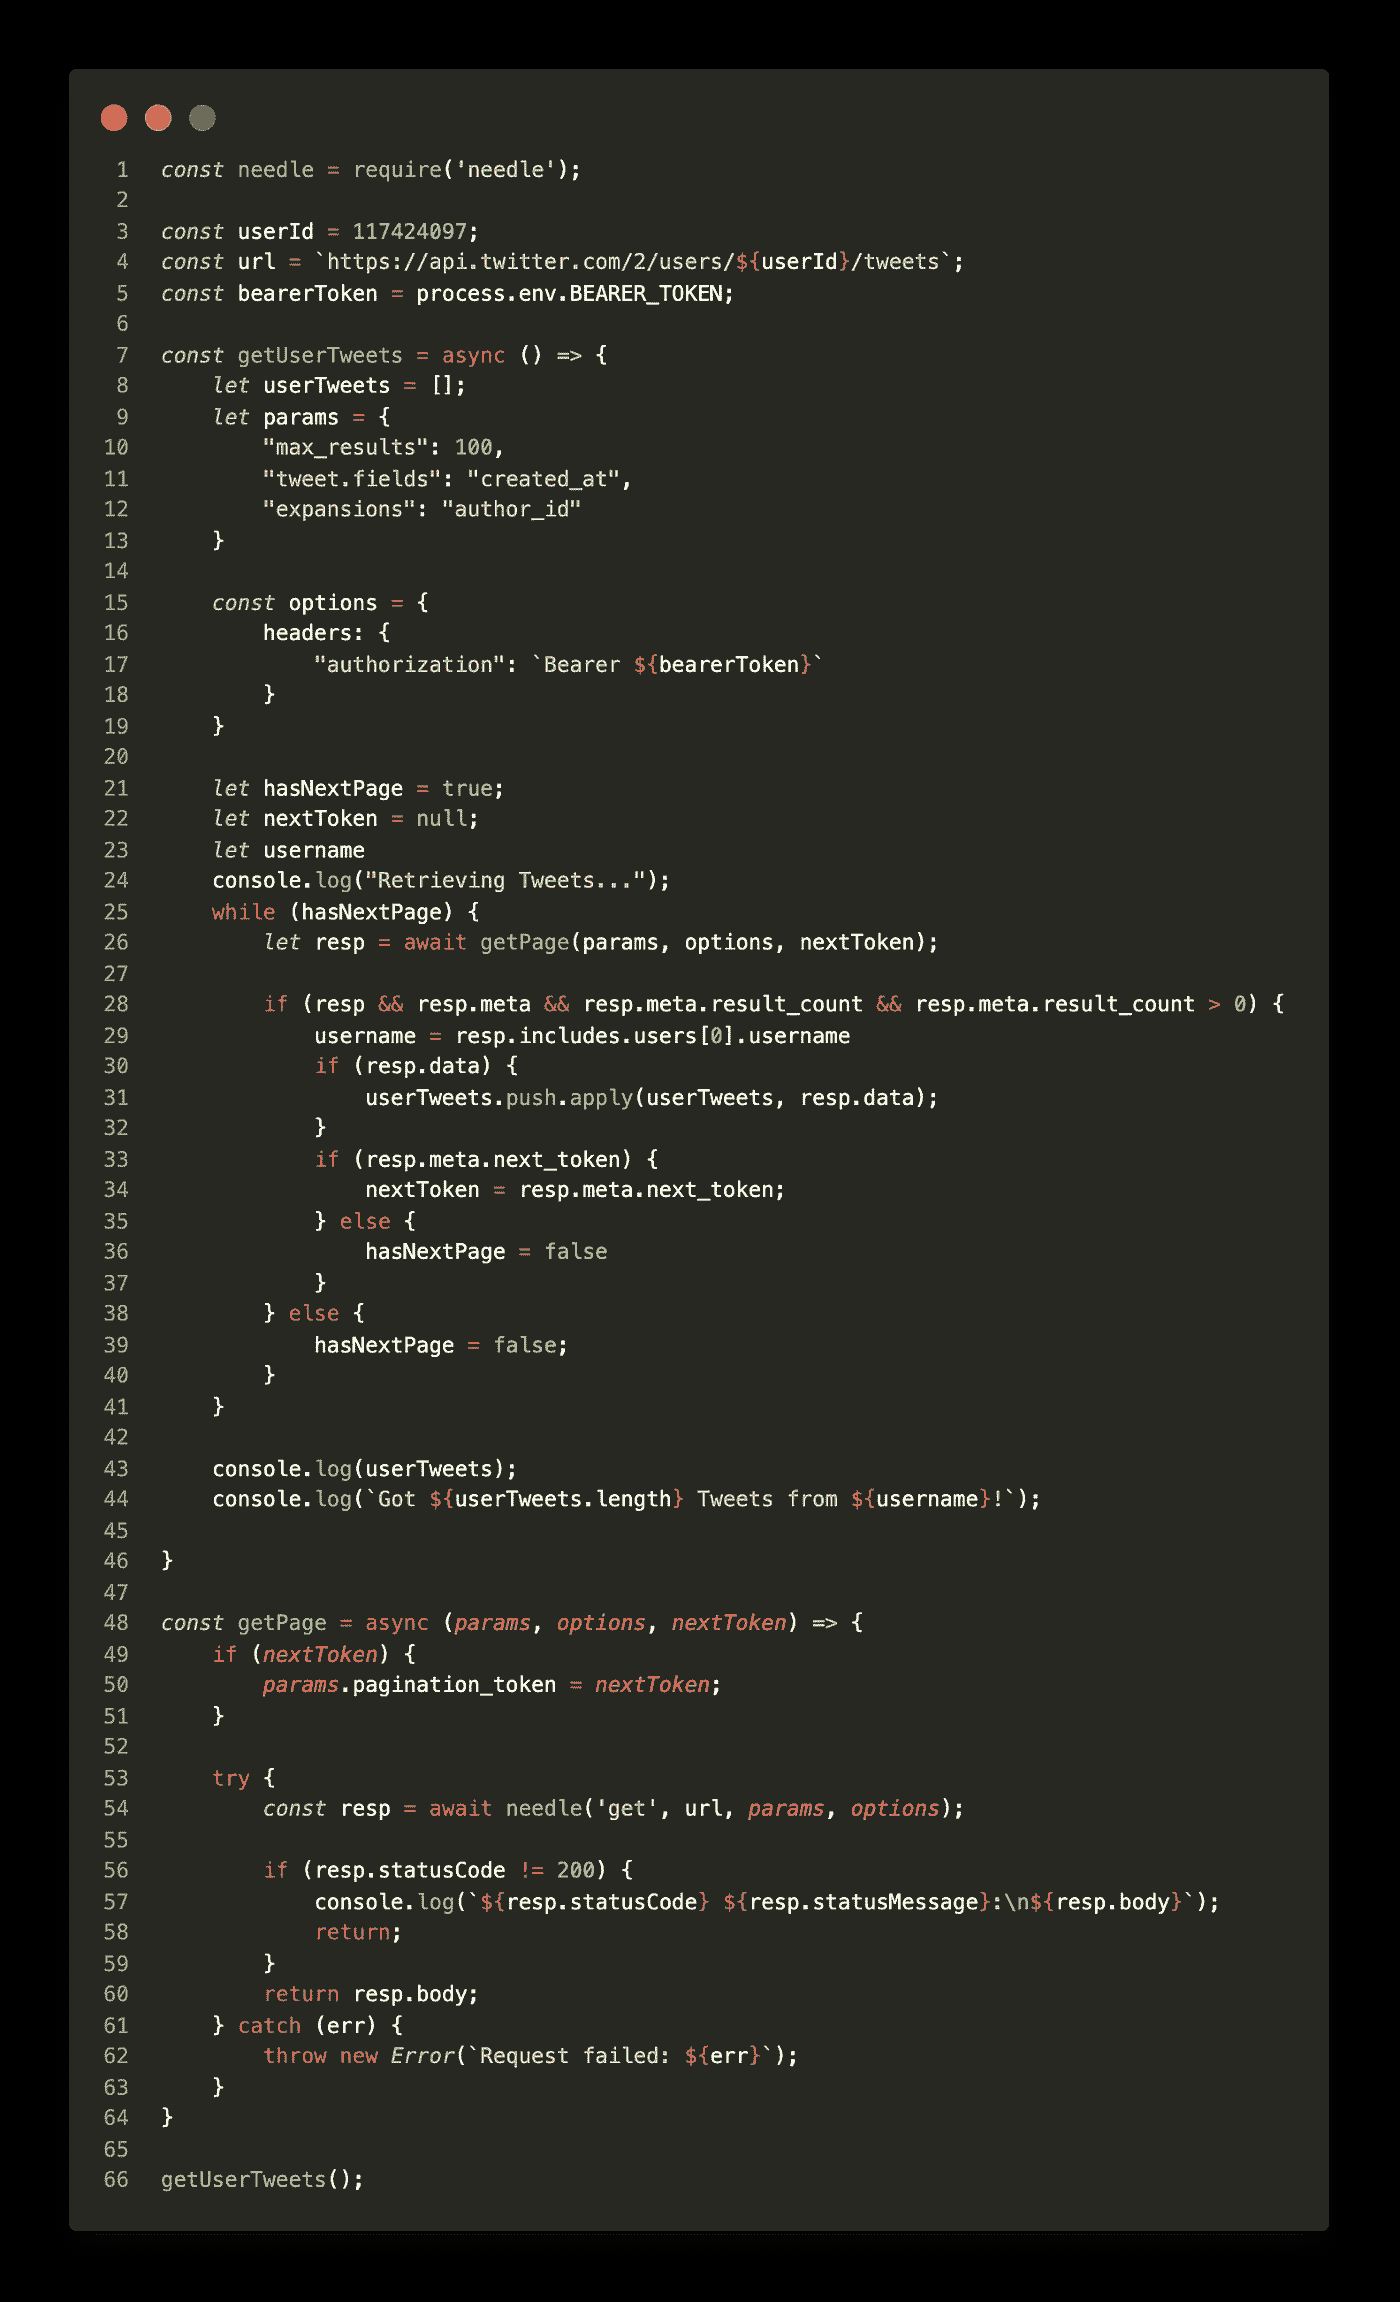 1 const needle = require('needle');
2
3 const userId = 117424097;
4 const url = `https://api.twitter.com/2/users/${userId}/tweets`;
5 const bearerToken = process.env.BEARER_TOKEN;
6
7 const getUserTweets = async () => {
8     let userTweets = [];
9     let params = {
10         "max_results": 100,
11         "tweet.fields": "created_at",
12         "expansions": "author_id"
13     }
14
15     const options = {
16         headers: {
17             "authorization": `Bearer ${bearerToken}`
18         }
19     }
20
21     let hasNextPage = true;
22     let nextToken = null;
23     let username
24     console.log("Retrieving Tweets...");
25     while (hasNextPage) {
26         let resp = await getPage(params, options, nextToken);
27
28         if (resp && resp.meta && resp.meta.result_count && resp.meta.result_count > 0) {
29             username = resp.includes.users[0].username
30             if (resp.data) {
31                 userTweets.push.apply(userTweets, resp.data);
32             }
33             if (resp.meta.next_token) {
34                 nextToken = resp.meta.next_token;
35             } else {
36                 hasNextPage = false
37             }
38         } else {
39             hasNextPage = false;
40         }
41     }
42
43     console.log(userTweets);
44     console.log(`Got ${userTweets.length} Tweets from ${username}!`);
45
46 }
47
48 const getPage = async (params, options, nextToken) => {
49     if (nextToken) {
50         params.pagination_token = nextToken;
51     }
52
53     try {
54         const resp = await needle('get', url, params, options);
55
56         if (resp.statusCode != 200) {
57             console.log(`${resp.statusCode} ${resp.statusMessage}:\n${resp.body}`);
58             return;
59         }
60         return resp.body;
61     } catch (err) {
62         throw new Error(`Request failed: ${err}`);
63     }
64 }
65
66 getUserTweets();